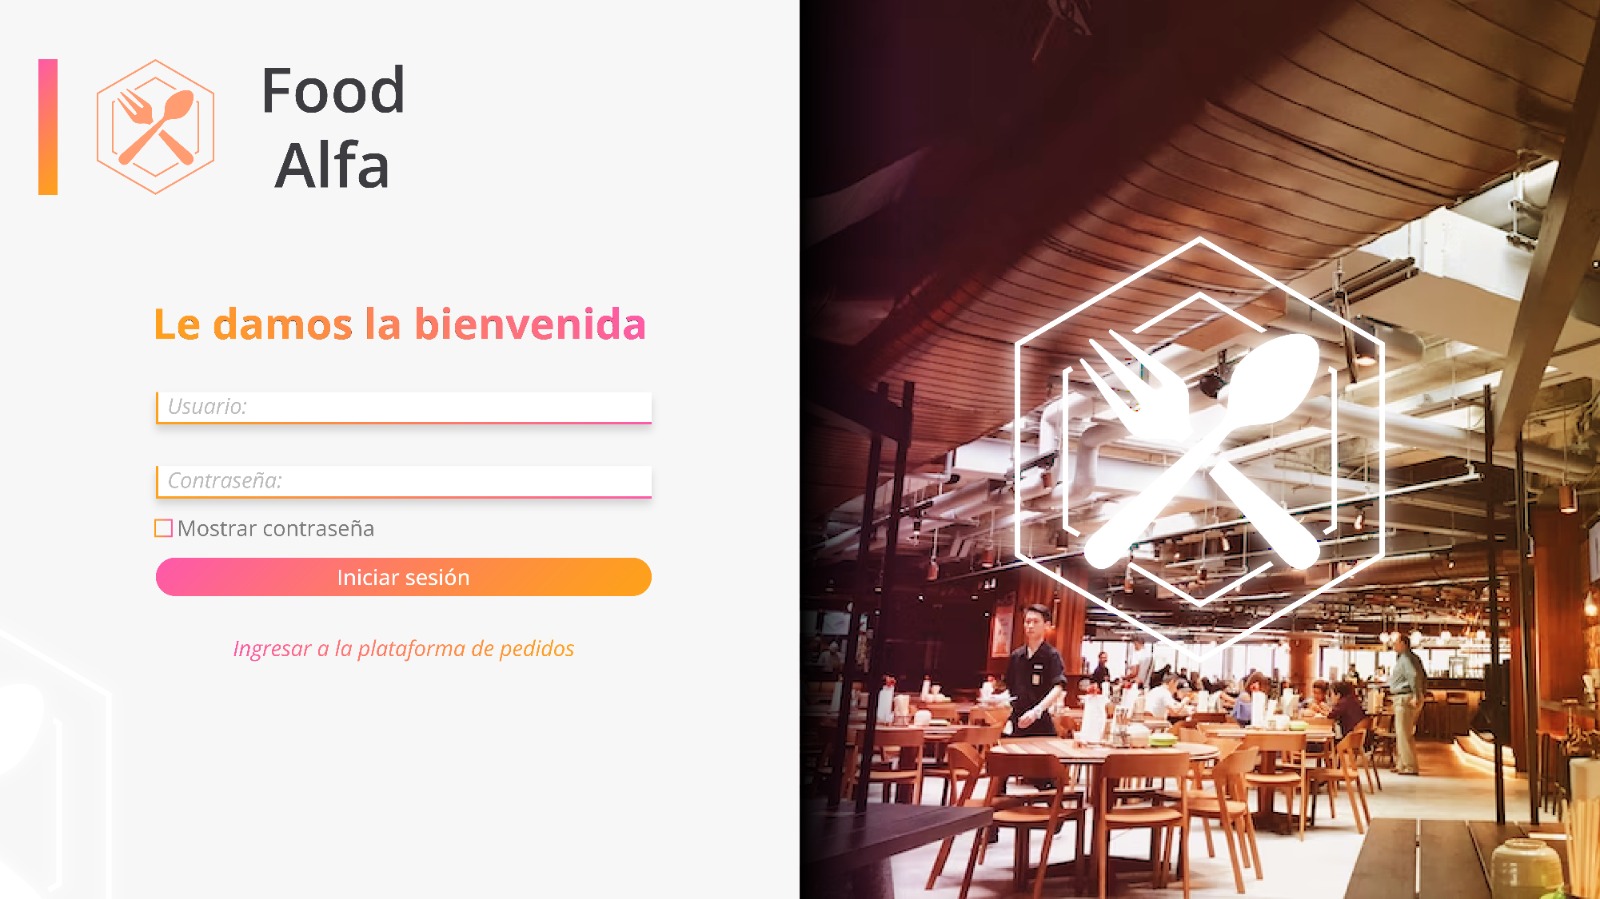 Food
Alfa
Le damos la bienvenida
Usuario:
Contraseña:
Mostrar contraseña
Iniciar sesión
Ingresar a la plataforma de pedidos